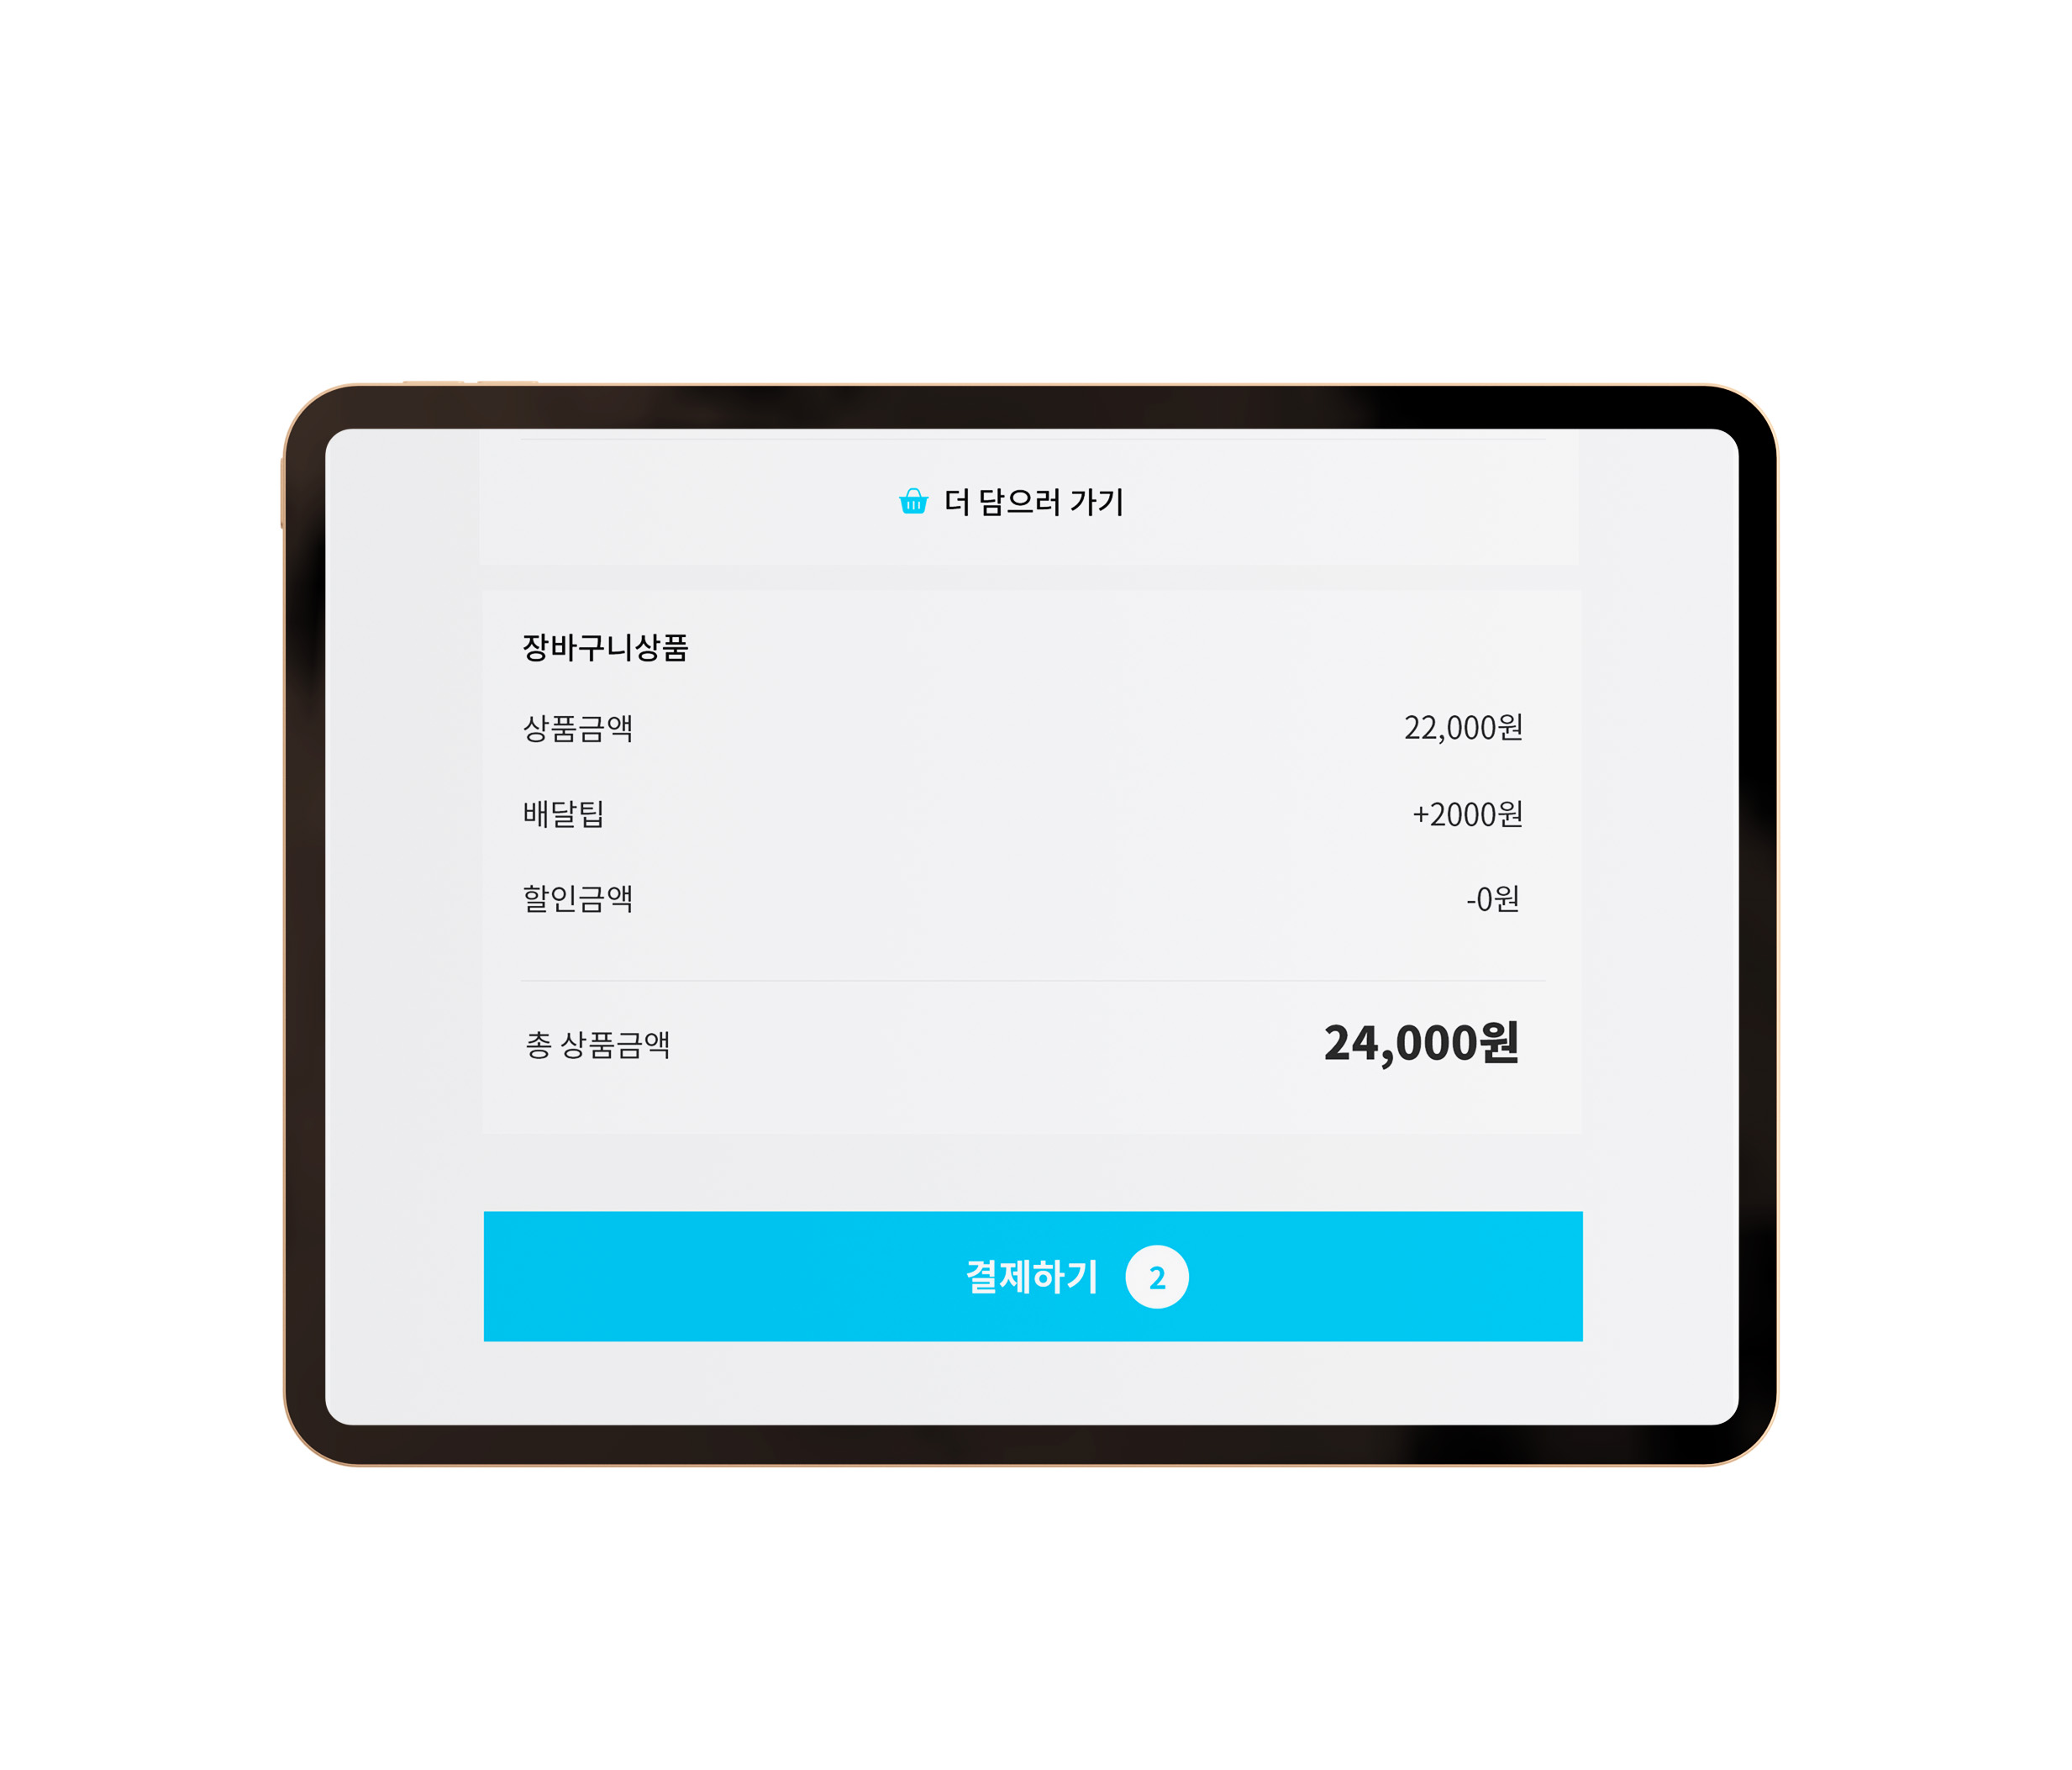 더 담으러 가기
장바구니상품
상품금액 22,000원
배달팁 +2000원
할인금액 -0원
총 상품금액 24,000원
결제하기 2